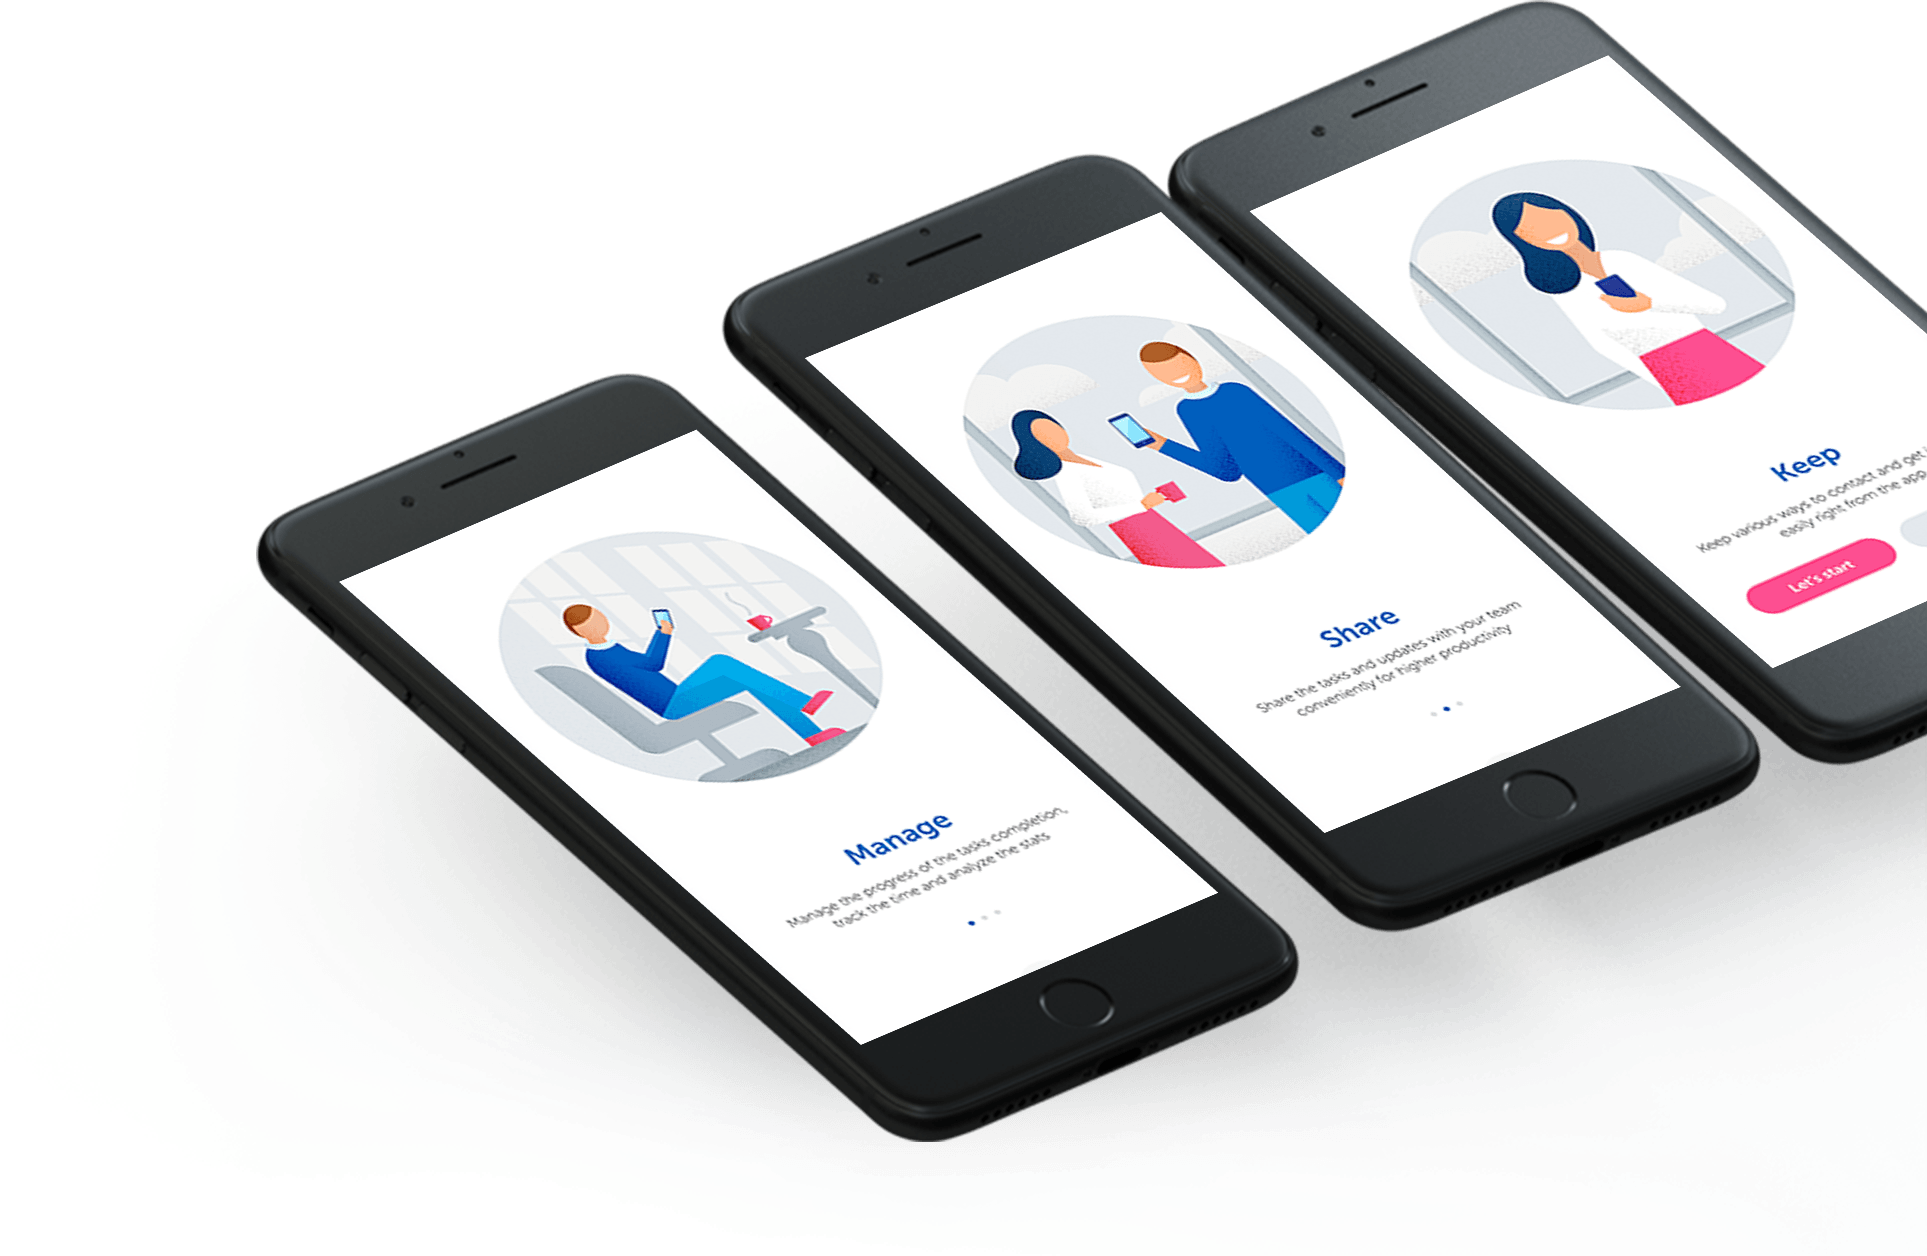 Manage
Manage the progress of the tasks completion,
track the time and analyze the stats
Share
Share the tasks and updates with your team
conveniently for higher productivity
Keep
Keep various ways to contact and get
easily right from the app
Let's start